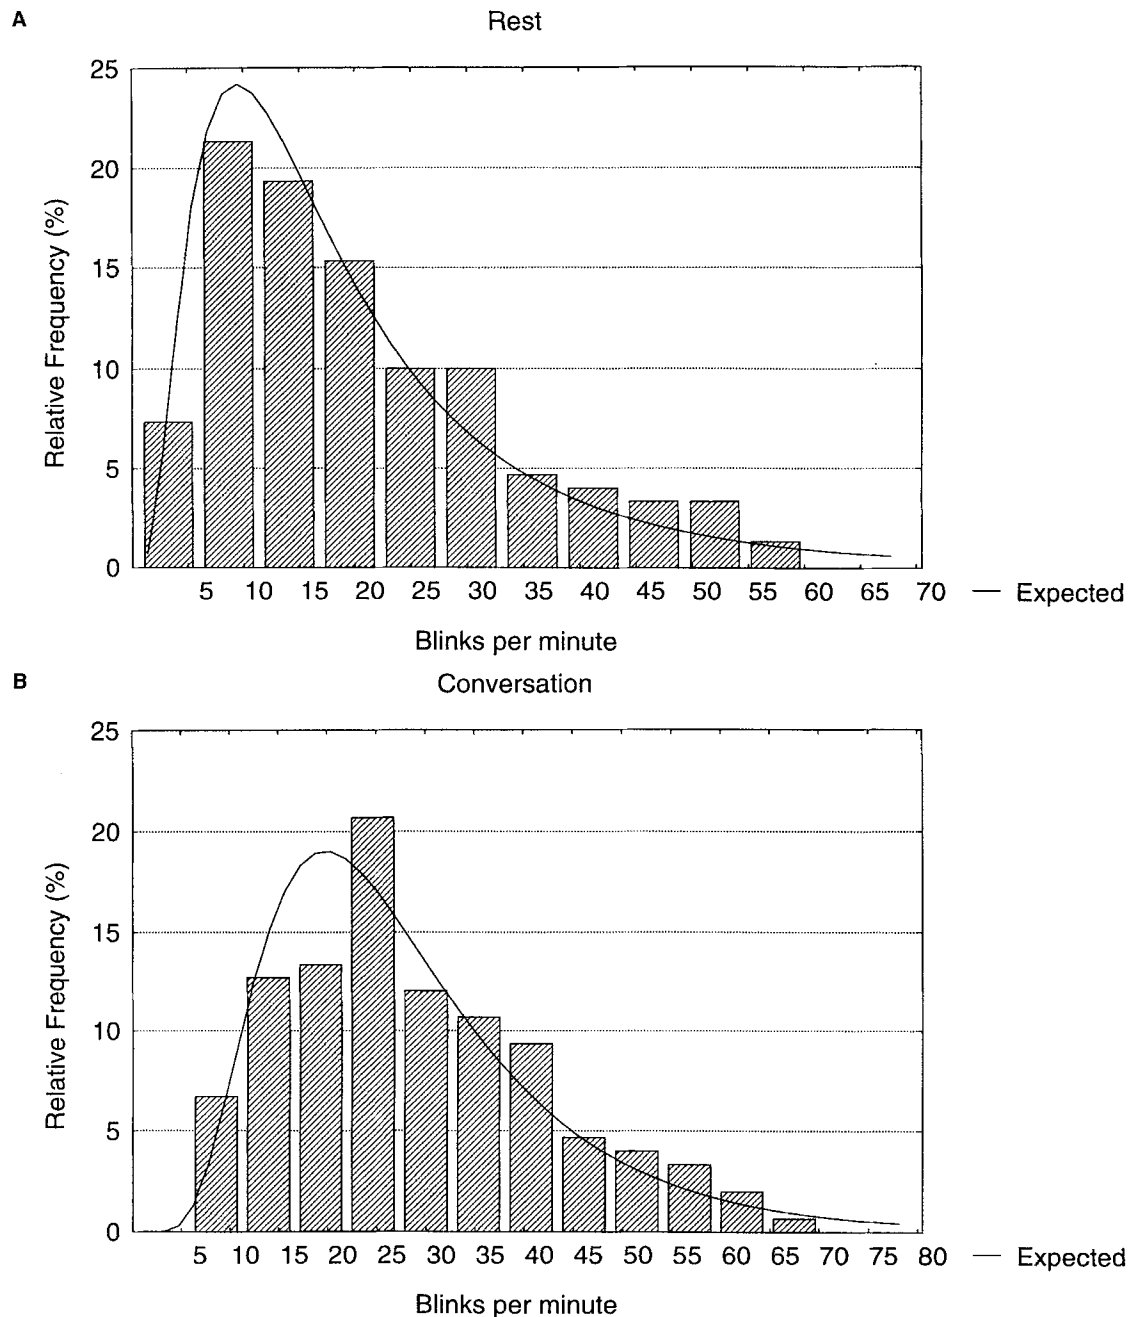 A
Rest
25
20
15
10
5
0
Relative Frequency (%)
5 10 15 20 25 30 35 40 45 50 55 60 65 70
Expected
Blinks per minute
B
Conversation
25
20
15
10
5
0
Relative Frequency (%)
5 10 15 20 25 30 35 40 45 50 55 60 65 70 75 80
Expected
Blinks per minute